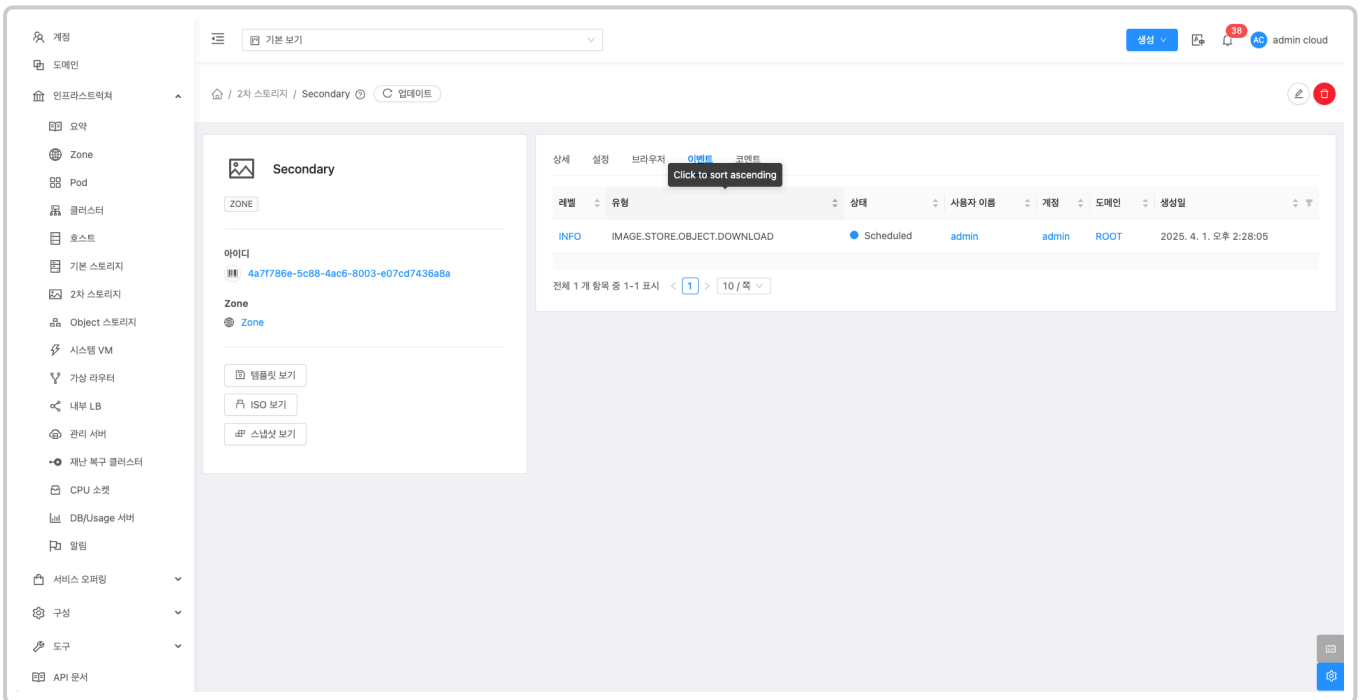 계정
도메인
인프라스트럭쳐
요약
Zone
Pod
클러스터
호스트
기본 스토리지
2차 스토리지
Object 스토리지
시스템 VM
가상 라우터
내부 LB
관리 서버
재난 복구 클러스터
CPU 소켓
DB/Usage 서버
알림
서비스 오퍼링
구성
도구
API 문서
기본 보기
생성
38
AC admin cloud
/ 2차 스토리지 / Secondary 업데이트
Secondary
ZONE
아이디
4a7f786e-5c88-4ac6-8003-e07cd7436a8a
Zone
Zone
템플릿 보기
ISO 보기
스냅샷 보기
상세 설정 브라우저 이벤트 코멘트
Click to sort ascending
레벨 유형 상태 사용자 이름 계정 도메인 생성일
INFO IMAGE.STORE.OBJECT.DOWNLOAD Scheduled admin admin ROOT 2025. 4. 1. 오후 2:28:05
전체 1 개 항목 중 1-1 표시 < 1 > 10 / 쪽